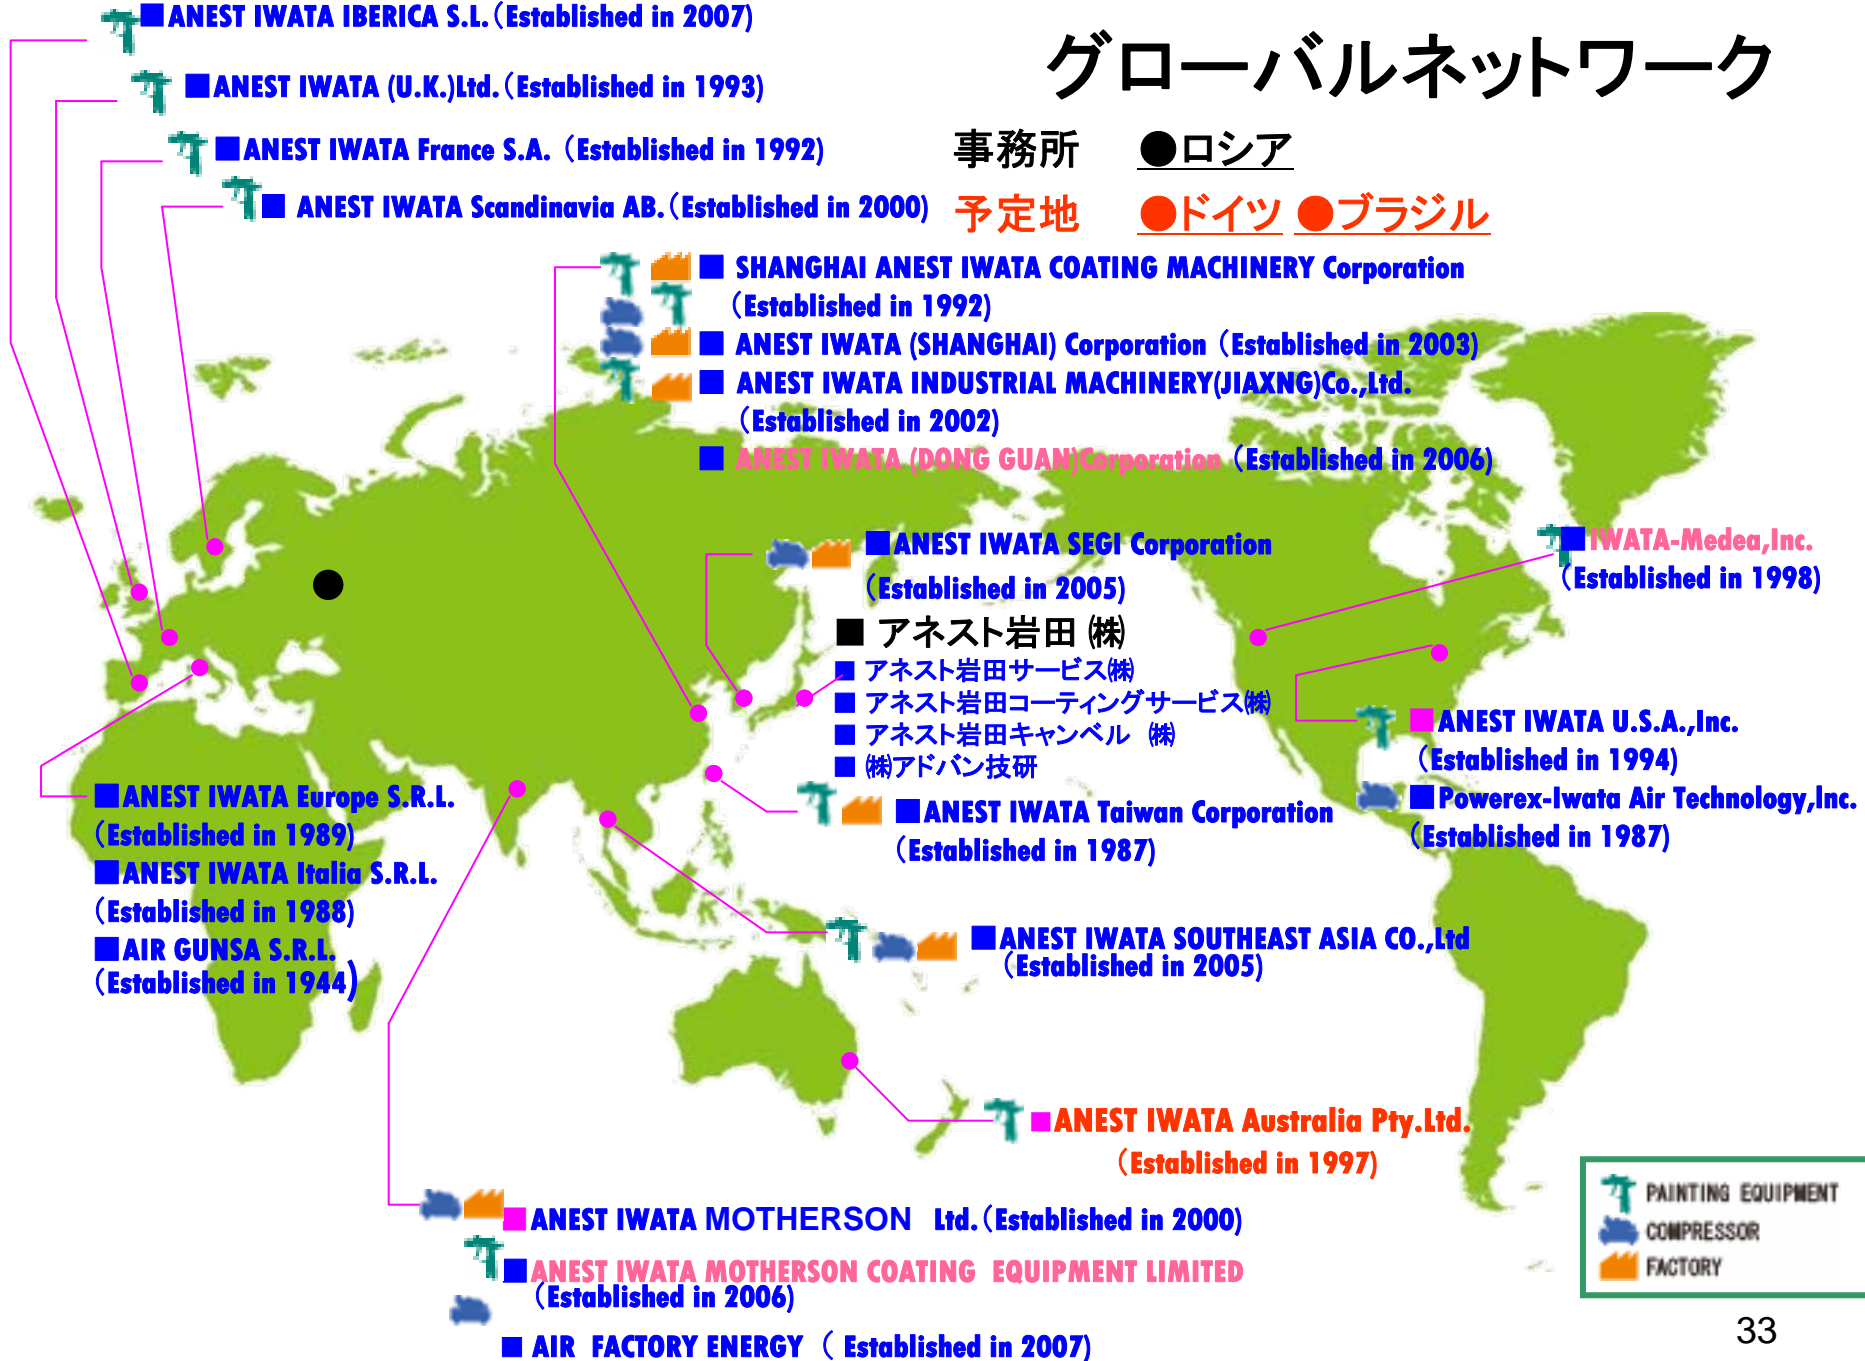 グローバルネットワーク
■ANEST IWATA IBERICA S.L.（Established in 2007)
■ANEST IWATA (U.K.)Ltd.（Established in 1993)
■ANEST IWATA France S.A.（Established in 1992)
■ ANEST IWATA Scandinavia AB.（Established in 2000)
事務所 ●ロシア
予定地 ●ドイツ ●ブラジル
■ SHANGHAI ANEST IWATA COATING MACHINERY Corporation
（Established in 1992)
■ ANEST IWATA (SHANGHAI) Corporation（Established in 2003)
■ ANEST IWATA INDUSTRIAL MACHINERY(JIAXNG)Co.,Ltd.
（Established in 2002)
■ ANEST IWATA (DONG GUAN)Corporation（Established in 2006)
■ANEST IWATA SEGI Corporation
（Established in 2005)
■IWATA-Medea,Inc.
（Established in 1998)
■ アネスト岩田㈱
■ アネスト岩田サービス㈱
■ アネスト岩田コーティングサービス㈱
■ アネスト岩田キャンベル ㈱
■ ㈱アドバン技研
■ANEST IWATA U.S.A.,Inc.
（Established in 1994)
■Powerex-Iwata Air Technology,Inc.
（Established in 1987)
■ANEST IWATA Europe S.R.L.
（Established in 1989)
■ANEST IWATA Italia S.R.L.
（Established in 1988)
■AIR GUNSA S.R.L.
（Established in 1944)
■ANEST IWATA Taiwan Corporation
（Established in 1987)
■ANEST IWATA SOUTHEAST ASIA CO.,Ltd
（Established in 2005)
■ANEST IWATA Australia Pty.Ltd.
（Established in 1997)
■ANEST IWATA MOTHERSON Ltd.（Established in 2000)
■ANEST IWATA MOTHERSON COATING EQUIPMENT LIMITED
（Established in 2006)
■ AIR FACTORY ENERGY （ Established in 2007)
PAINTING EQUIPMENT
COMPRESSOR
FACTORY
33